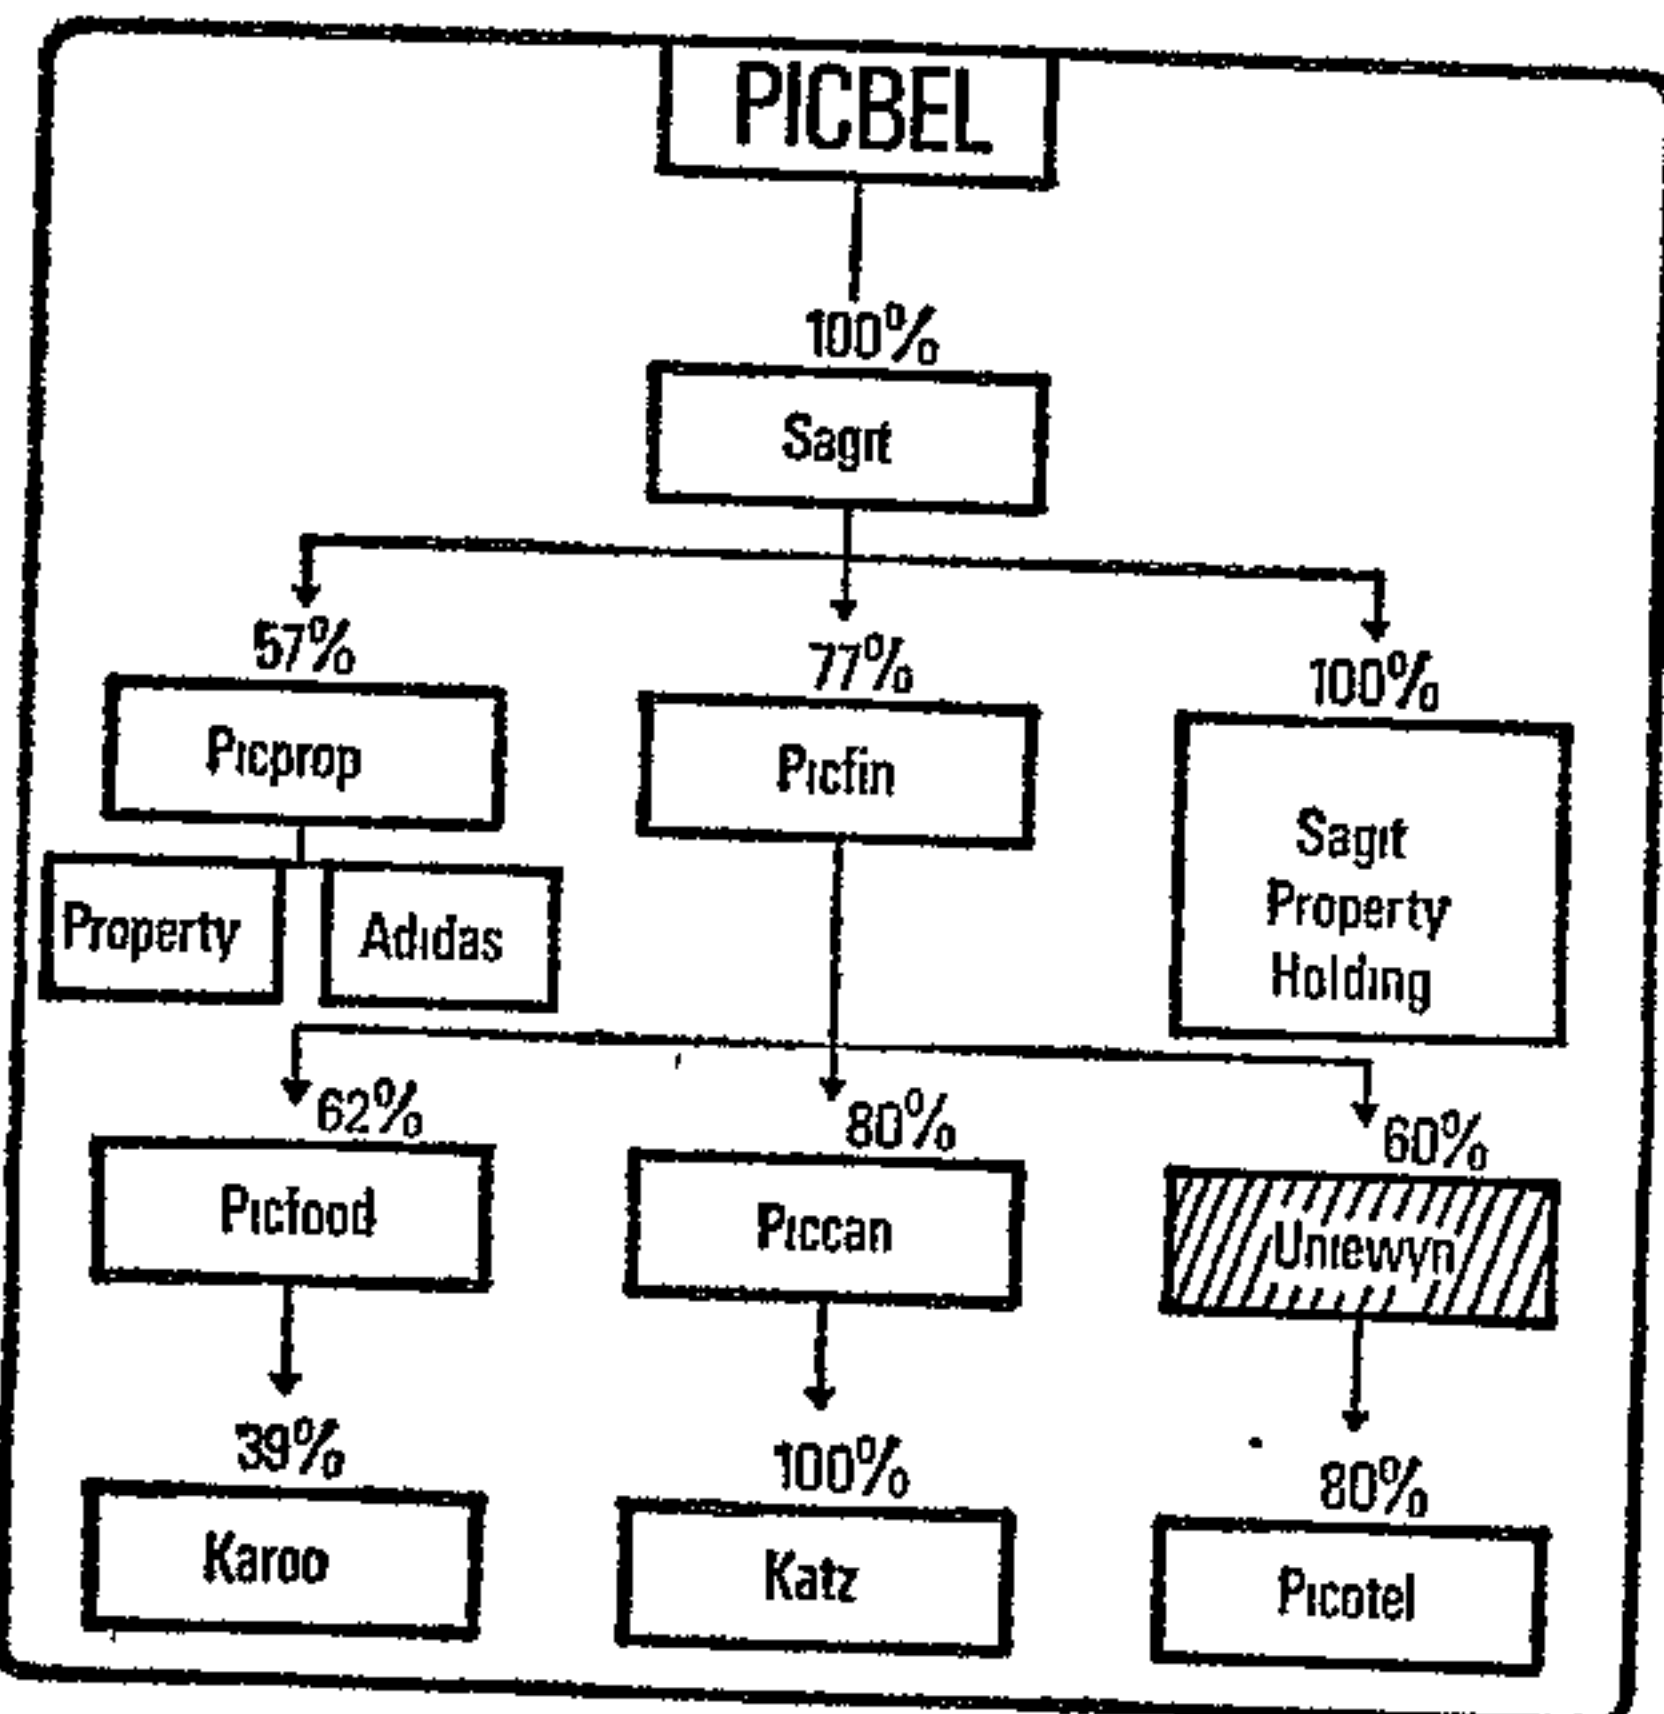 PICBEL
100%
Sagit
57%
77%
100%
Picprop
Picfin
Sagit
Property
Holding
Property
Adidas
62%
80%
60%
Picfood
Piccan
Uniewyn
39%
100%
80%
Karoo
Katz
Picotel